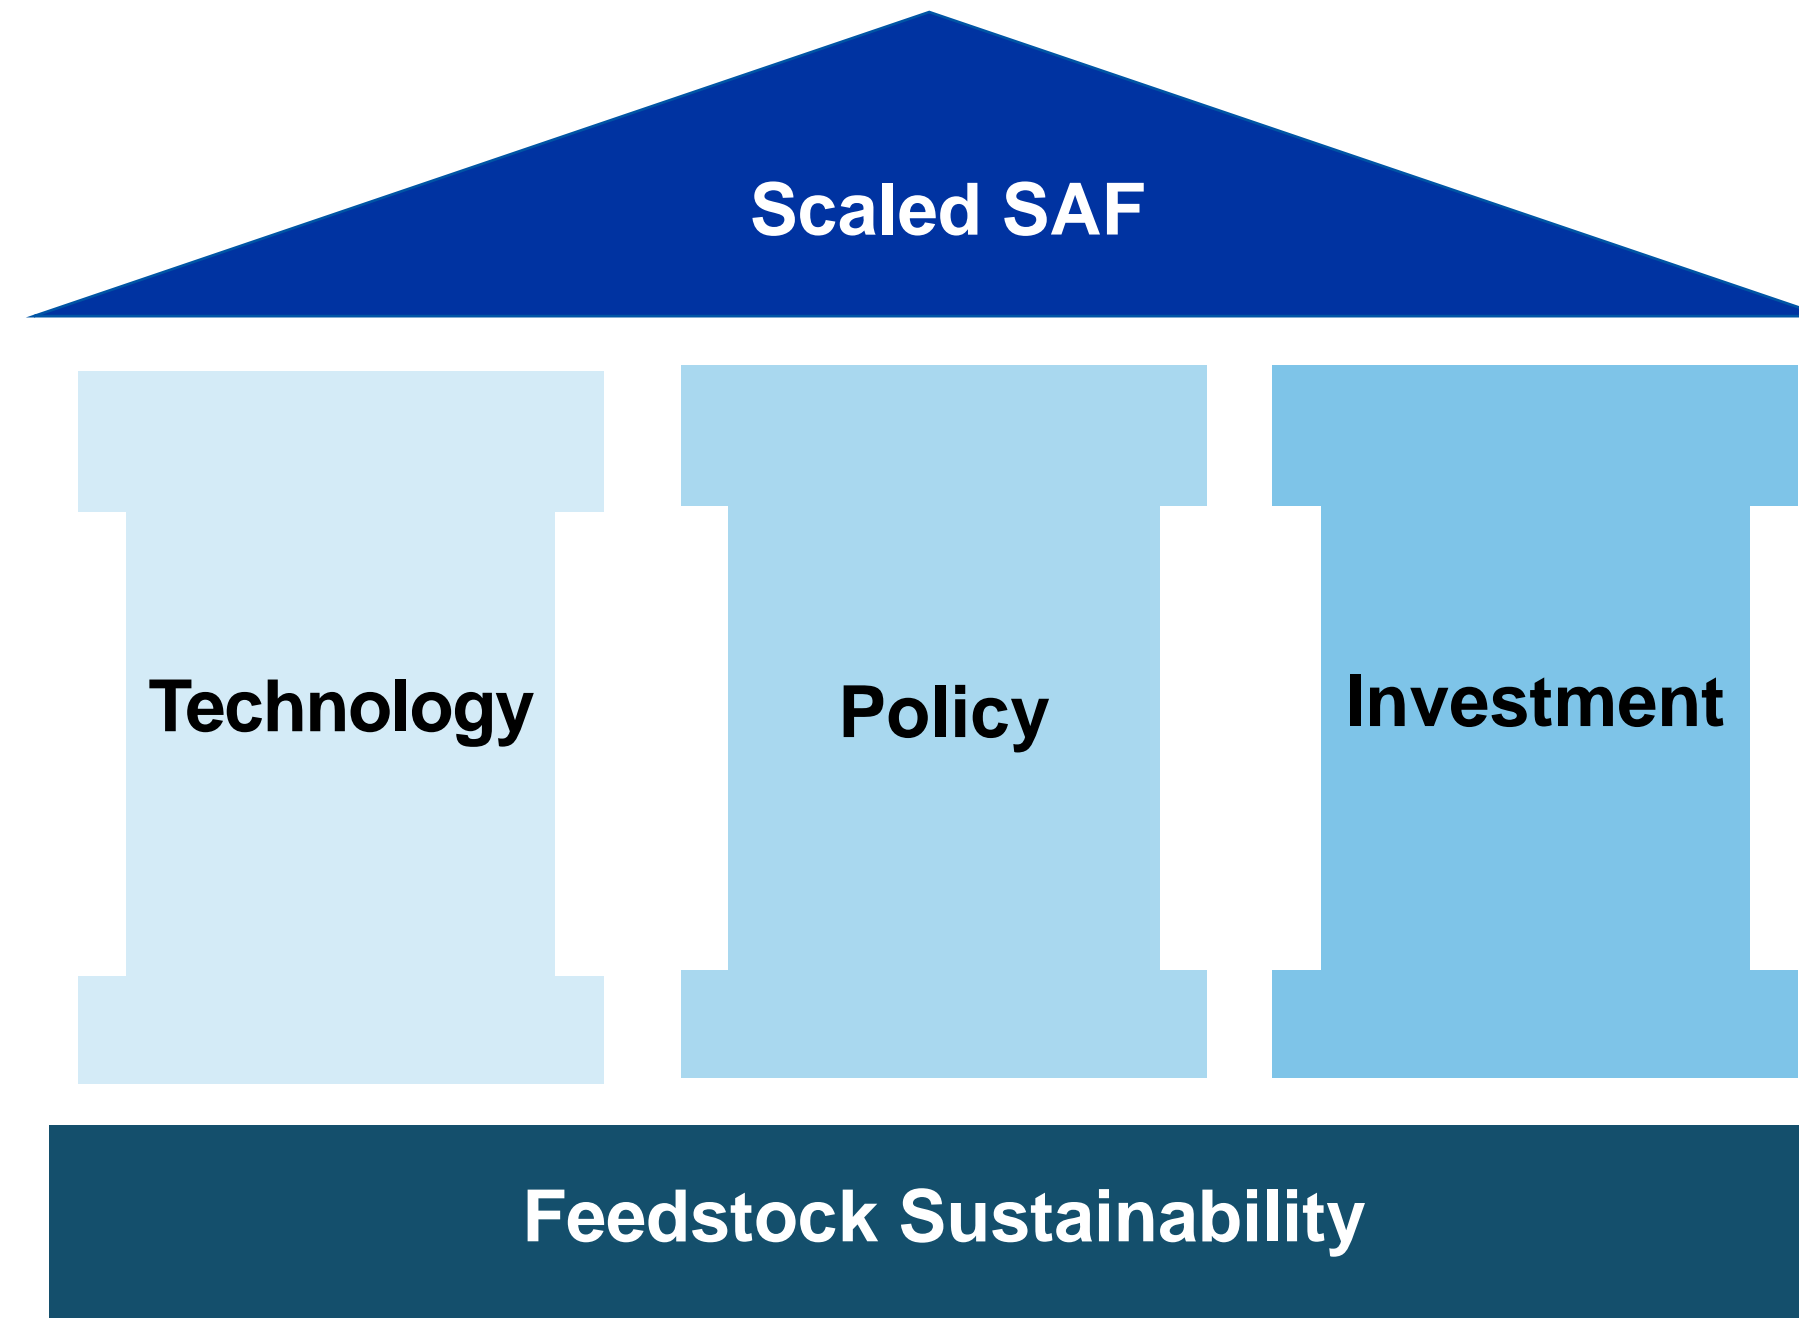 Scaled SAF
Technology
Policy
Investment
Feedstock Sustainability